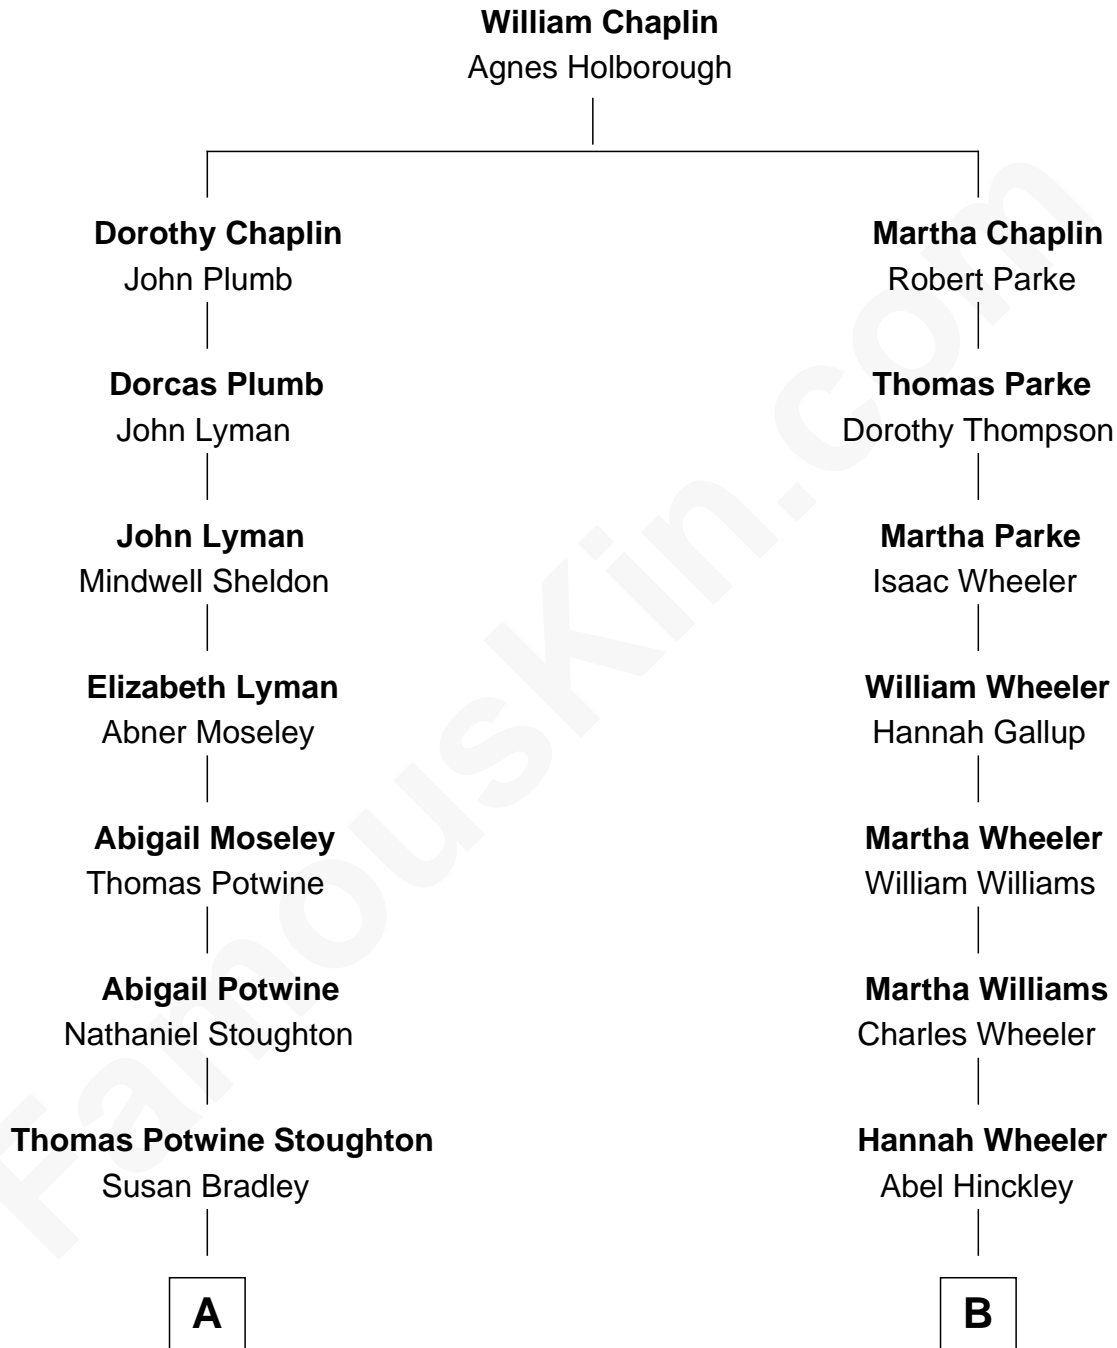 William Chaplin
Agnes Holborough
Dorothy Chaplin
John Plumb
Martha Chaplin
Robert Parke
Dorcas Plumb
John Lyman
Thomas Parke
Dorothy Thompson
John Lyman
Mindwell Sheldon
Martha Parke
Isaac Wheeler
Elizabeth Lyman
Abner Moseley
William Wheeler
Hannah Gallup
Abigail Moseley
Thomas Potwine
Martha Wheeler
William Williams
Abigail Potwine
Nathaniel Stoughton
Martha Williams
Charles Wheeler
Thomas Potwine Stoughton
Susan Bradley
Hannah Wheeler
Abel Hinckley
A
B
FamousKin.com